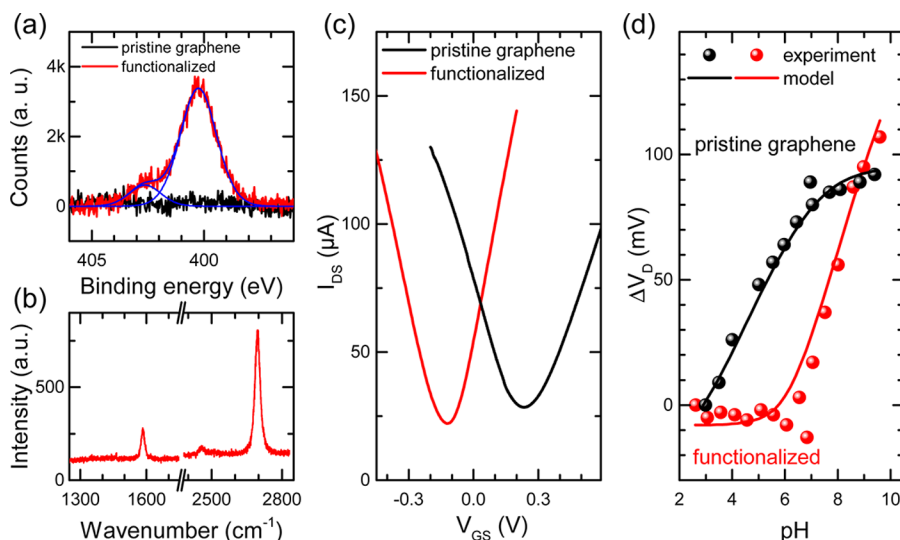 (a)
pristine graphene
functionalized
4k
2k
0
Counts (a. u.)
405
400
Binding energy (eV)
(b)
500
0
Intensity (a.u.)
1300
1600
2500
2800
Wavenumber (cm⁻¹)
(c)
pristine graphene
functionalized
150
100
50
0
I_DS (μA)
-0.3
0.0
0.3
V_GS (V)
(d)
experiment
model
pristine graphene
100
50
0
ΔV_D (mV)
functionalized
2
4
6
8
10
pH